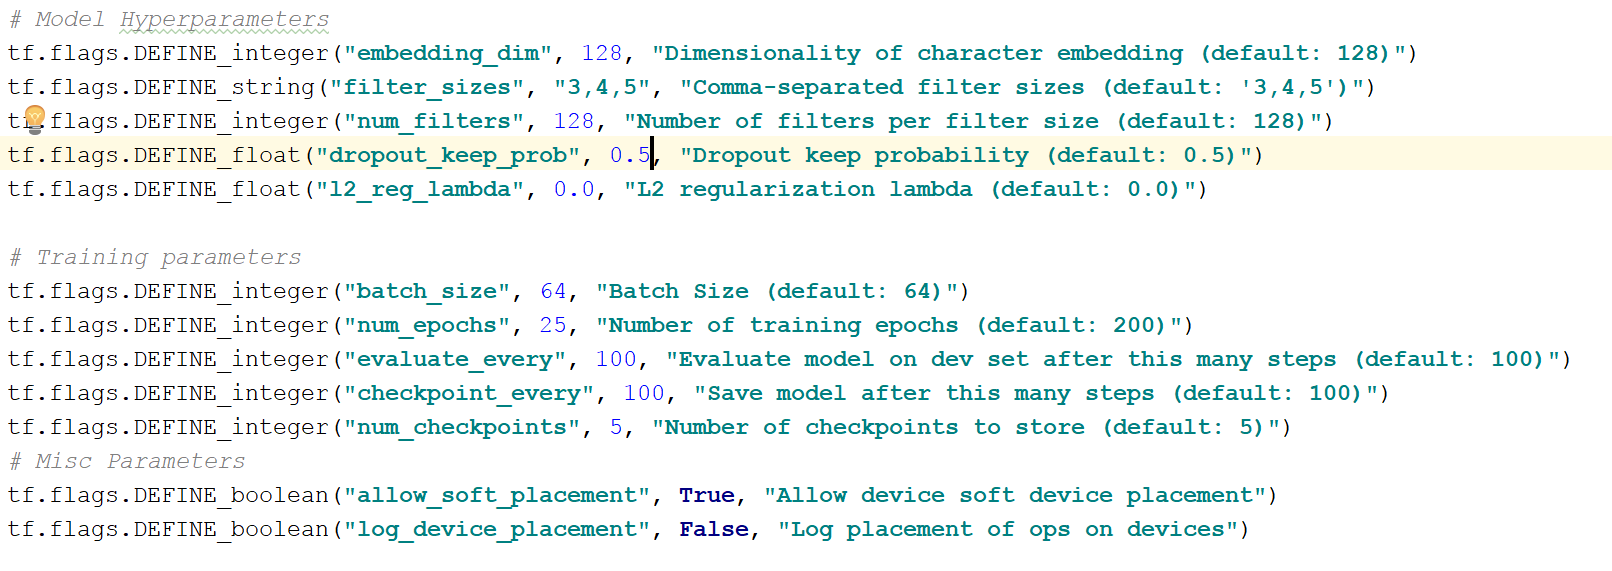 # Model Hyperparameters
tf.flags.DEFINE_integer("embedding_dim", 128, "Dimensionality of character embedding (default: 128)")
tf.flags.DEFINE_string("filter_sizes", "3,4,5", "Comma-separated filter sizes (default: '3,4,5')")
tf.flags.DEFINE_integer("num_filters", 128, "Number of filters per filter size (default: 128)")
tf.flags.DEFINE_float("dropout_keep_prob", 0.5, "Dropout keep probability (default: 0.5)")
tf.flags.DEFINE_float("l2_reg_lambda", 0.0, "L2 regularization lambda (default: 0.0)")
# Training parameters
tf.flags.DEFINE_integer("batch_size", 64, "Batch Size (default: 64)")
tf.flags.DEFINE_integer("num_epochs", 25, "Number of training epochs (default: 200)")
tf.flags.DEFINE_integer("evaluate_every", 100, "Evaluate model on dev set after this many steps (default: 100)")
tf.flags.DEFINE_integer("checkpoint_every", 100, "Save model after this many steps (default: 100)")
tf.flags.DEFINE_integer("num_checkpoints", 5, "Number of checkpoints to store (default: 5)")
# Misc Parameters
tf.flags.DEFINE_boolean("allow_soft_placement", True, "Allow device soft device placement")
tf.flags.DEFINE_boolean("log_device_placement", False, "Log placement of ops on devices")